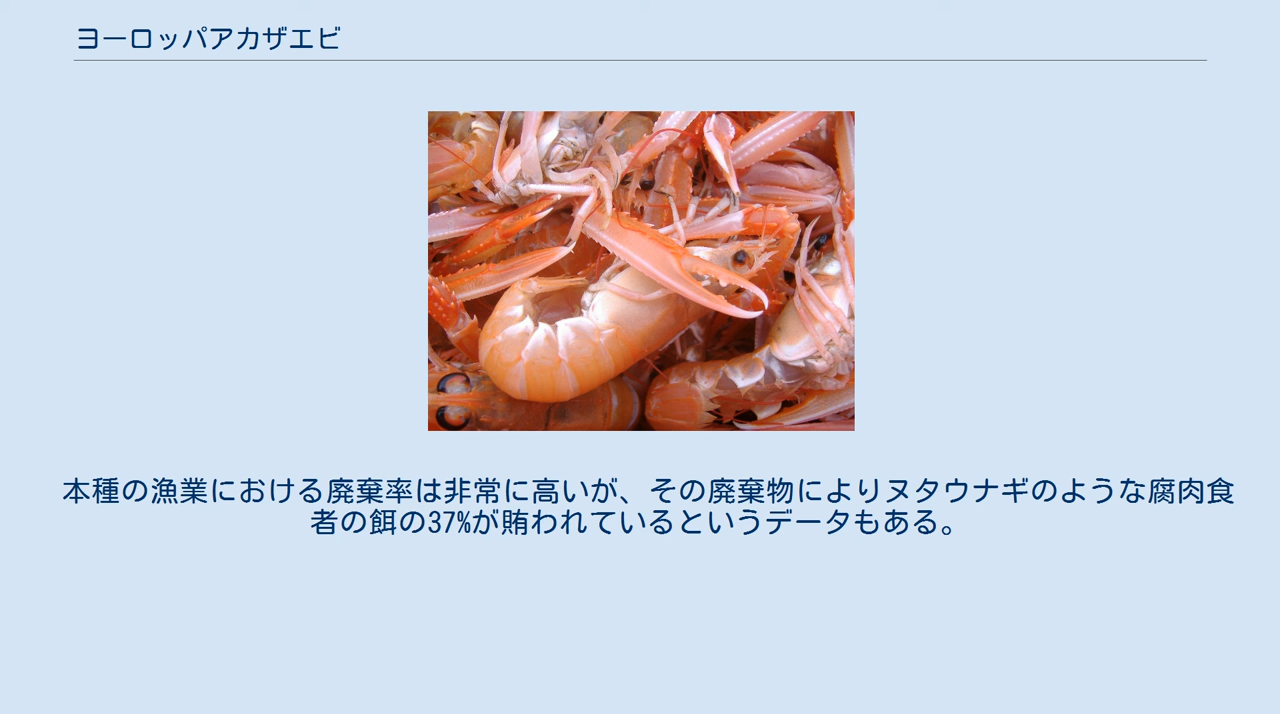 ヨーロッパアカザエビ
本種の漁業における廃棄率は非常に高いが、その廃棄物によりヌタウナギのような腐肉食
者の餌の37%が賄われているというデータもある。